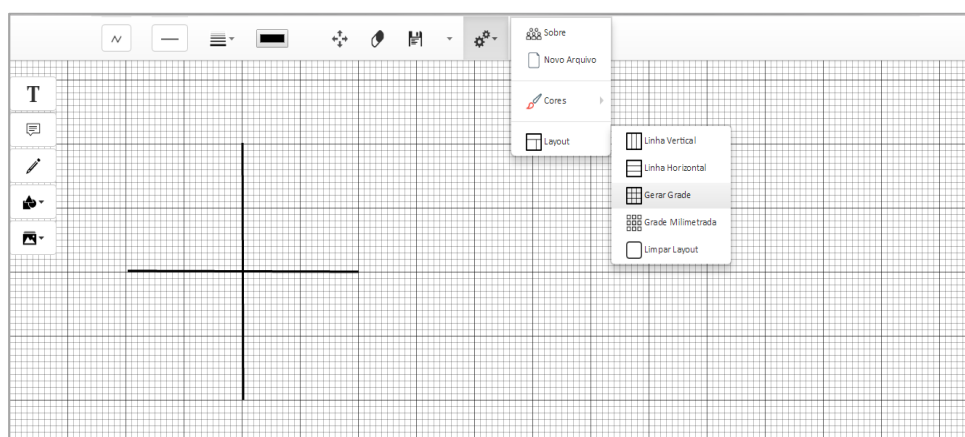 Sobre
Novo Arquivo
T
Cores
Layout
Linha Vertical
Linha Horizontal
Gerar Grade
Grade Milimetrada
Limpar Layout